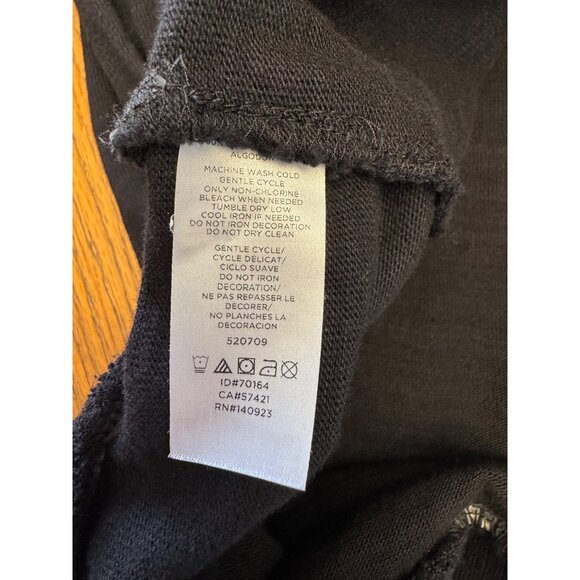 MACHINE WASH COLD
GENTLE CYCLE
ONLY NON-CHLORINE
BLEACH WHEN NEEDED
TUMBLE DRY LOW
COOL IRON IF NEEDED
DO NOT IRON DECORATION
DO NOT DRY CLEAN
GENTLE CYCLE/
CYCLE DÉLICAT/
CICLO SUAVE
DO NOT IRON
DECORATION/
NE PAS REPASSER LE
DECORER/
NO PLANCHES LA
DECORACION
520709
ID#70164
CA#57421
RN#140923